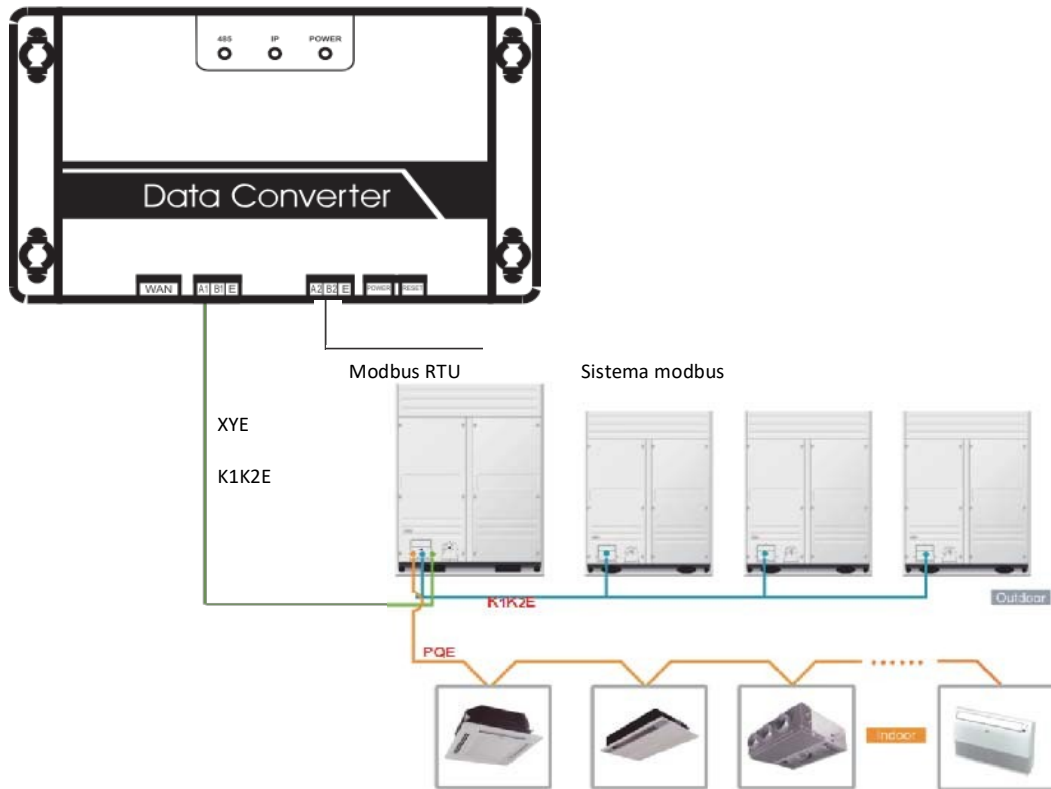 485 IP POWER
Data Converter
WAN A1 B1 E A2 B2 E POWER RESET
Modbus RTU Sistema modbus
XYE
K1K2E
K1K2E
Outdoor
PQE
Indoor